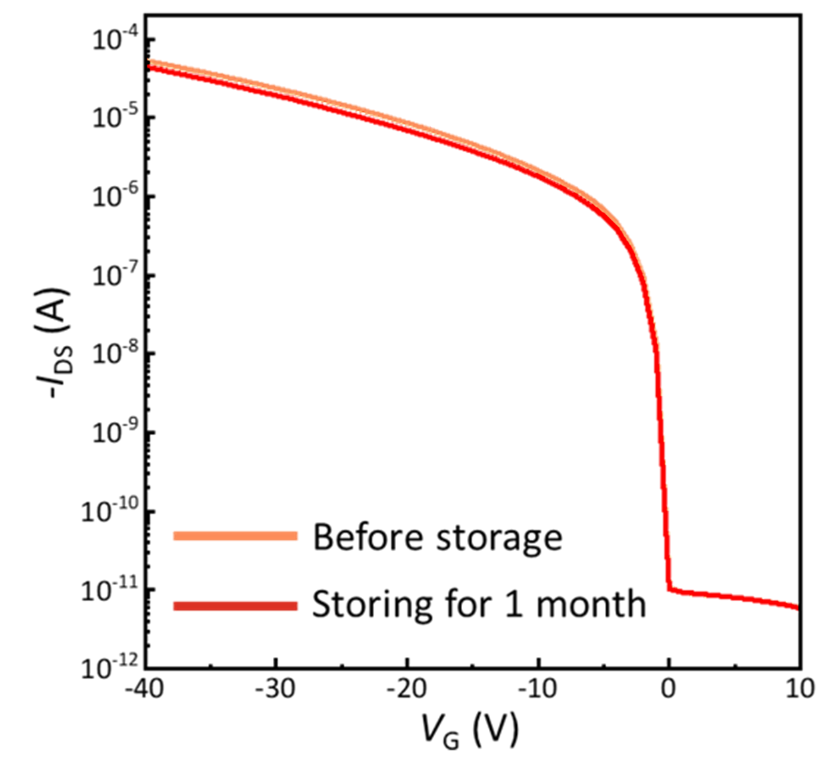 10⁻⁴
10⁻⁵
10⁻⁶
10⁻⁷
10⁻⁸
10⁻⁹
10⁻¹⁰
10⁻¹¹
10⁻¹²
-I_DS (A)
Before storage
Storing for 1 month
-40 -30 -20 -10 0 10
V_G (V)